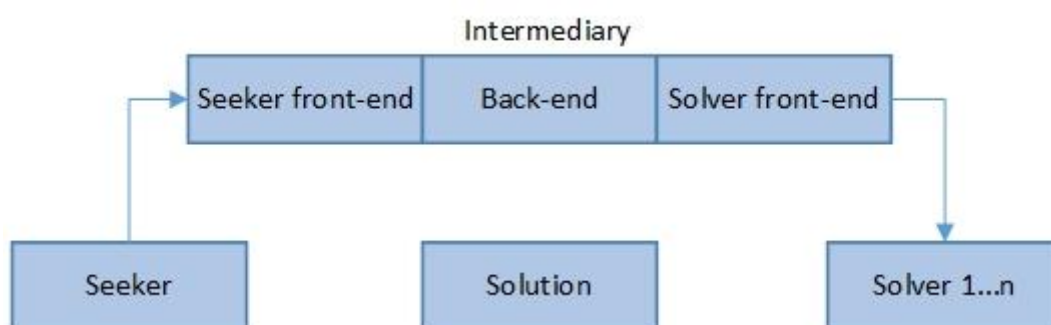 Intermediary
Seeker front-end
Back-end
Solver front-end
Seeker
Solution
Solver 1...n